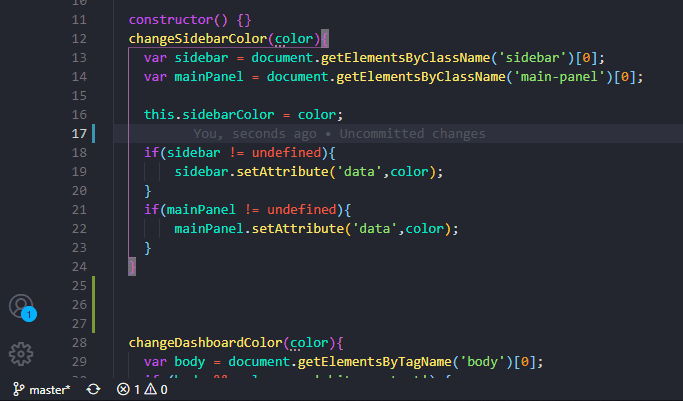 10
11 constructor() {}
12 changeSidebarColor(color){
13 var sidebar = document.getElementsByClassName('sidebar')[0];
14 var mainPanel = document.getElementsByClassName('main-panel')[0];
15
16 this.sidebarColor = color;
17 You, seconds ago • Uncommitted changes
18 if(sidebar != undefined){
19 sidebar.setAttribute('data',color);
20 }
21 if(mainPanel != undefined){
22 mainPanel.setAttribute('data',color);
23 }
24 }
25
26
27
28 changeDashboardColor(color){
29 var body = document.getElementsByTagName('body')[0];
1
master* 1 0